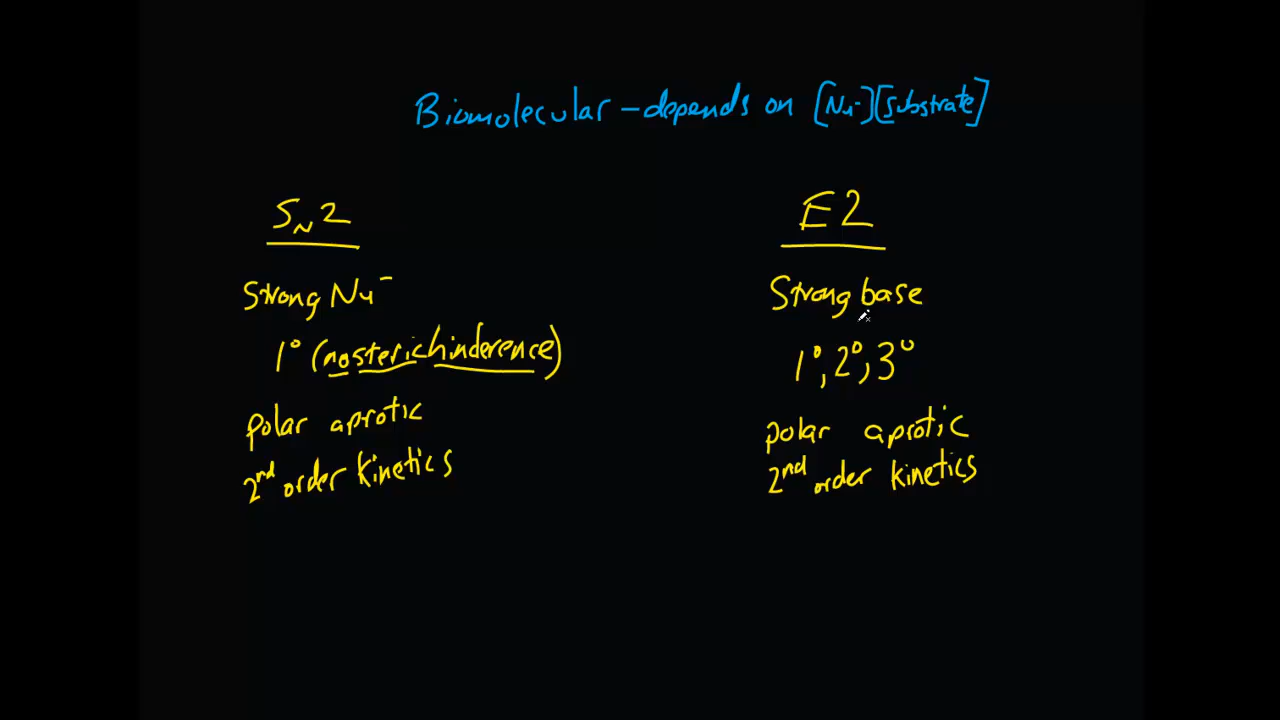 Biomolecular – depends on [Nu⁻][substrate]
SN2
E2
Strong Nu⁻
Strong base
1° (no steric hinderence)
1°, 2°, 3°
polar aprotic
polar aprotic
2nd order kinetics
2nd order kinetics